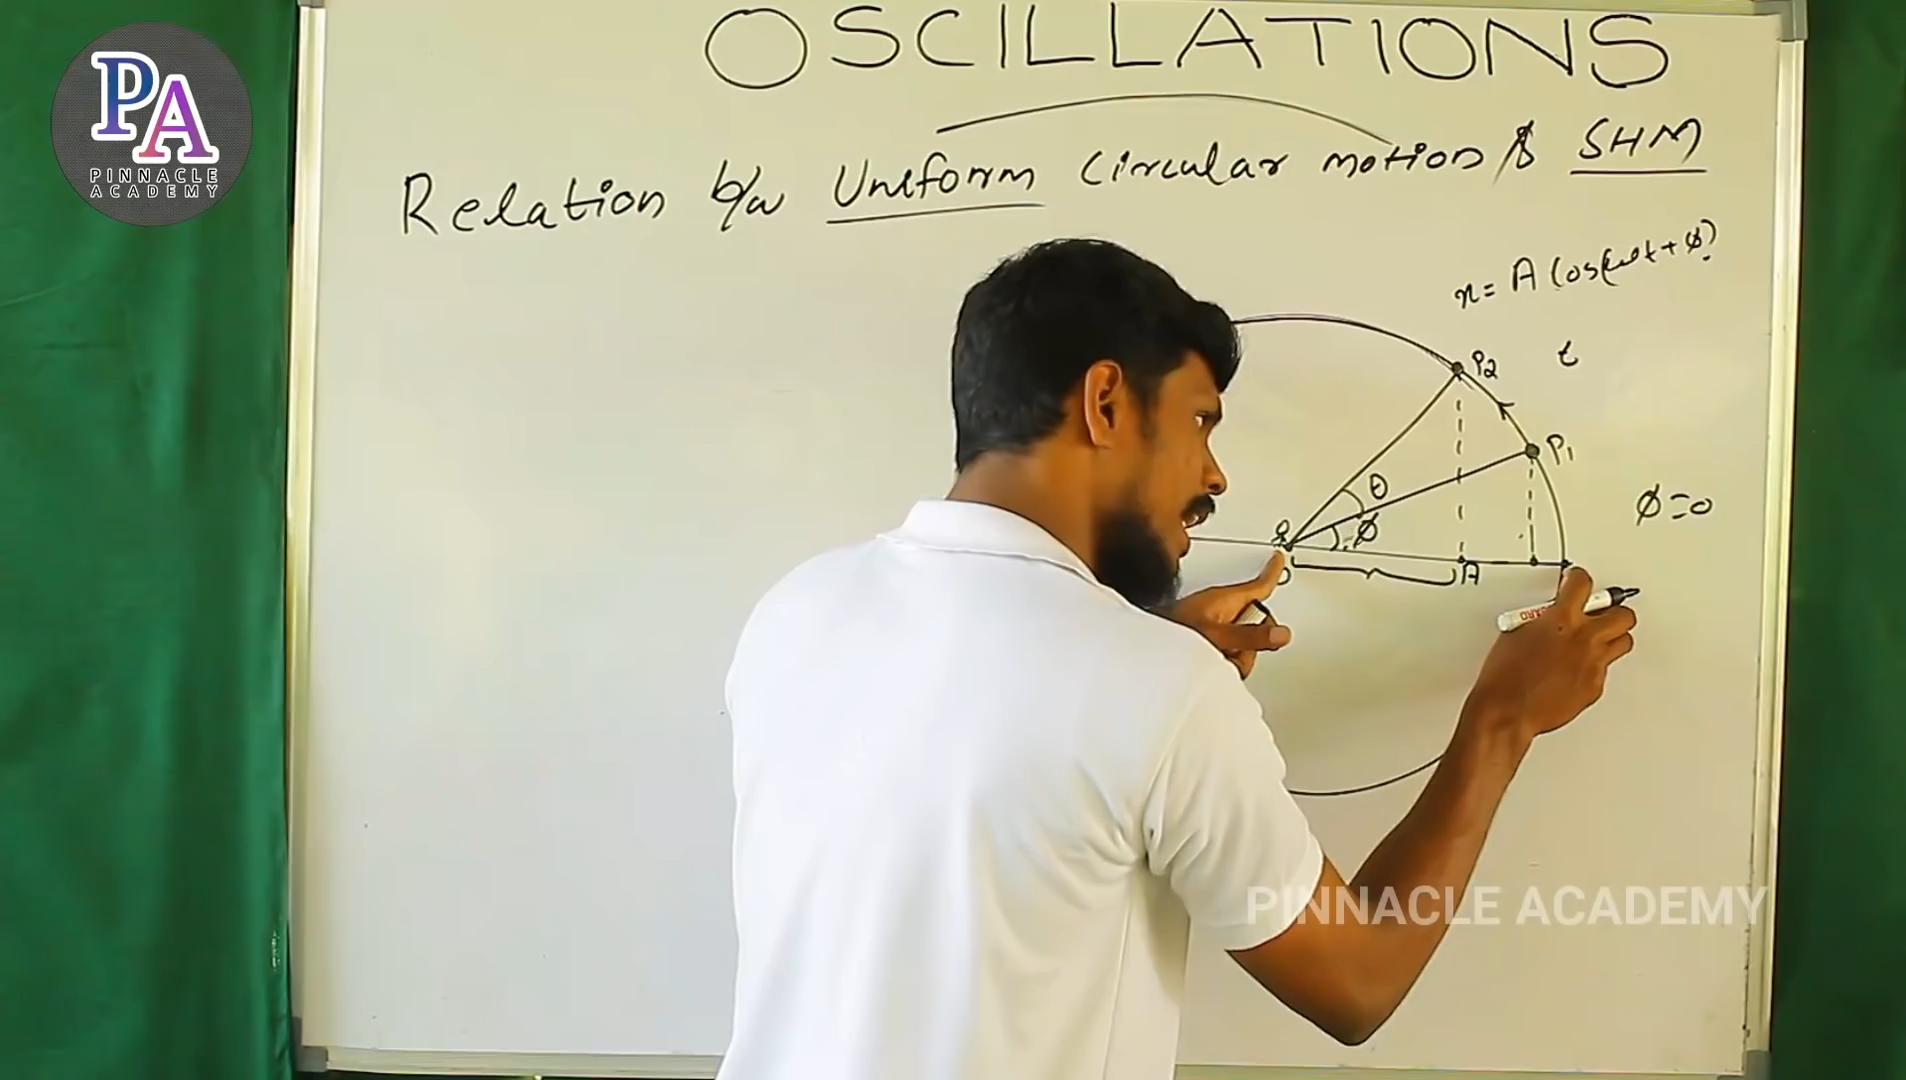 PA
PINNACLE
ACADEMY
OSCILLATIONS
Relation b/w Uniform circular motion & SHM
x = A cos(ωt + φ)
P2
t
P1
θ
φ = 0
φ
A
PINNACLE ACADEMY